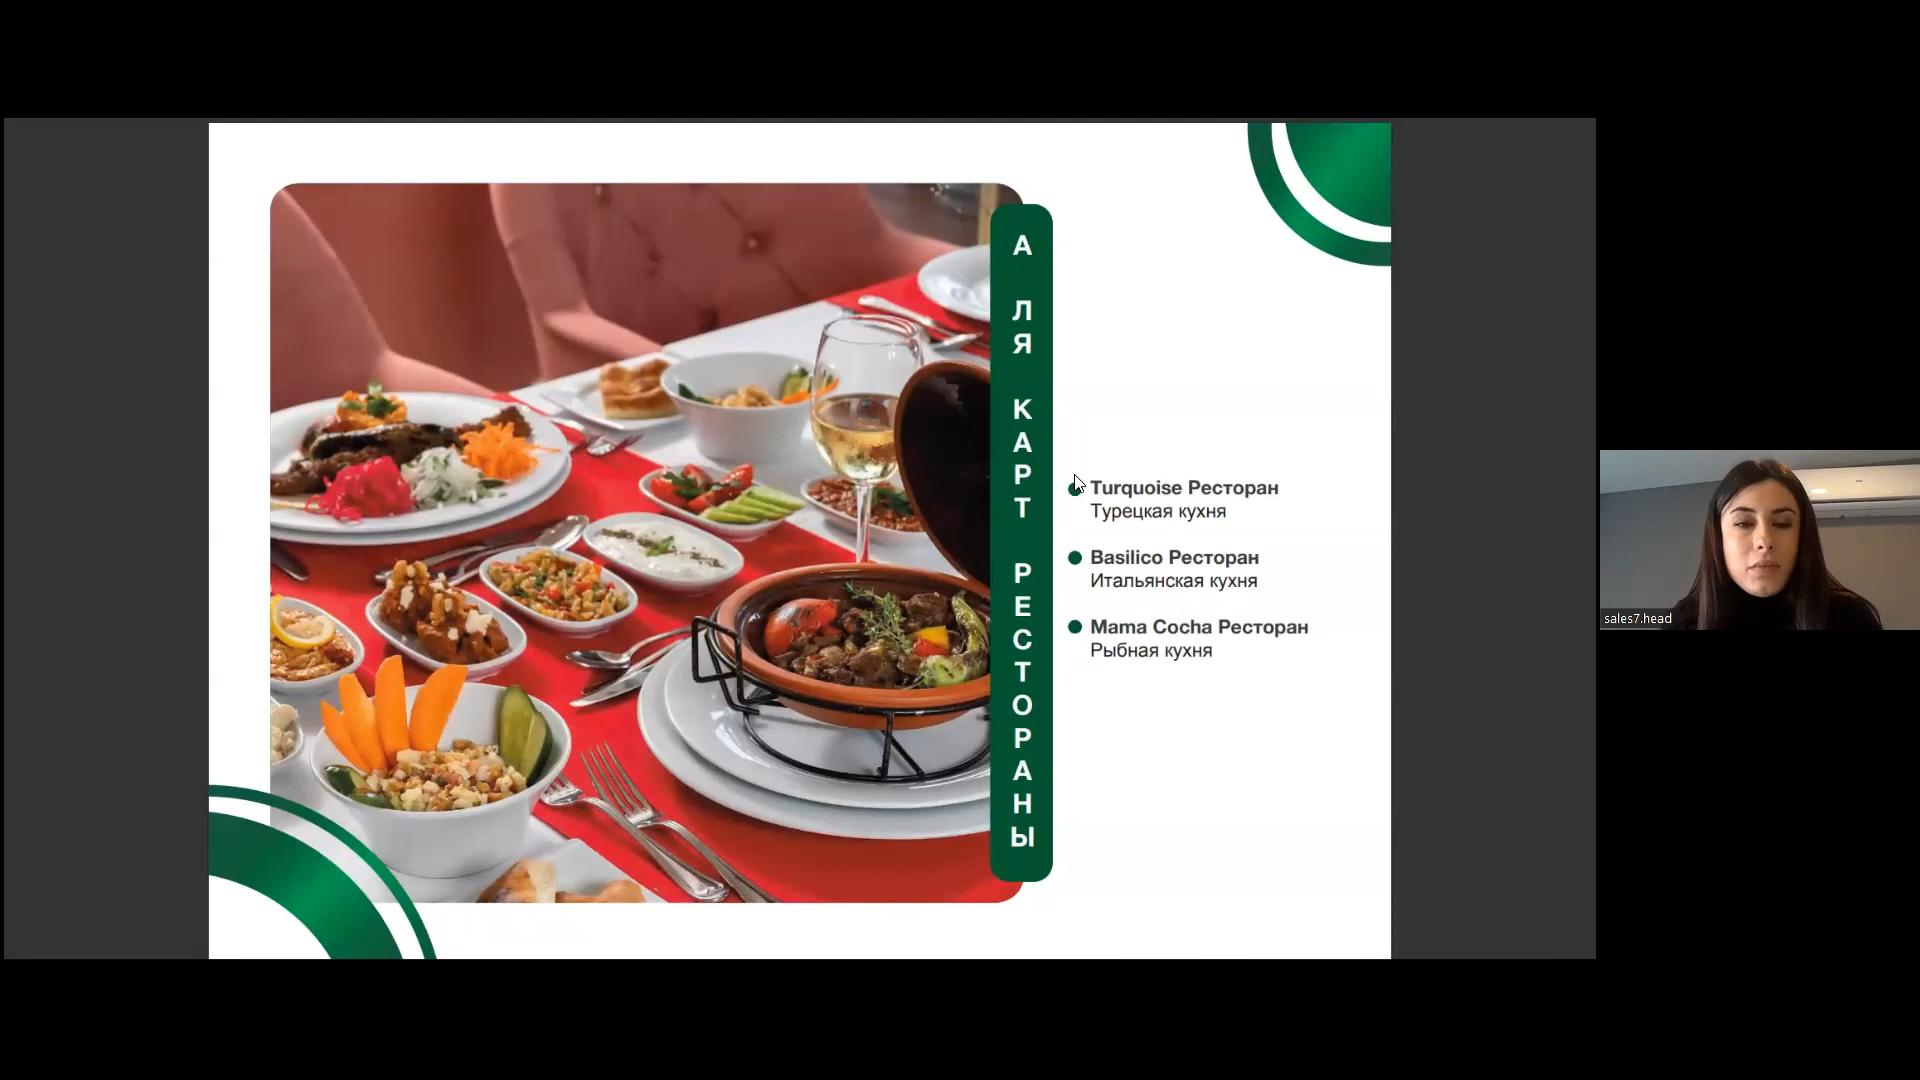 А ЛЯ КАРТ РЕСТОРАНЫ
Turquoise Ресторан
Турецкая кухня
Basilico Ресторан
Итальянская кухня
Mama Cocha Ресторан
Рыбная кухня
sales7.head